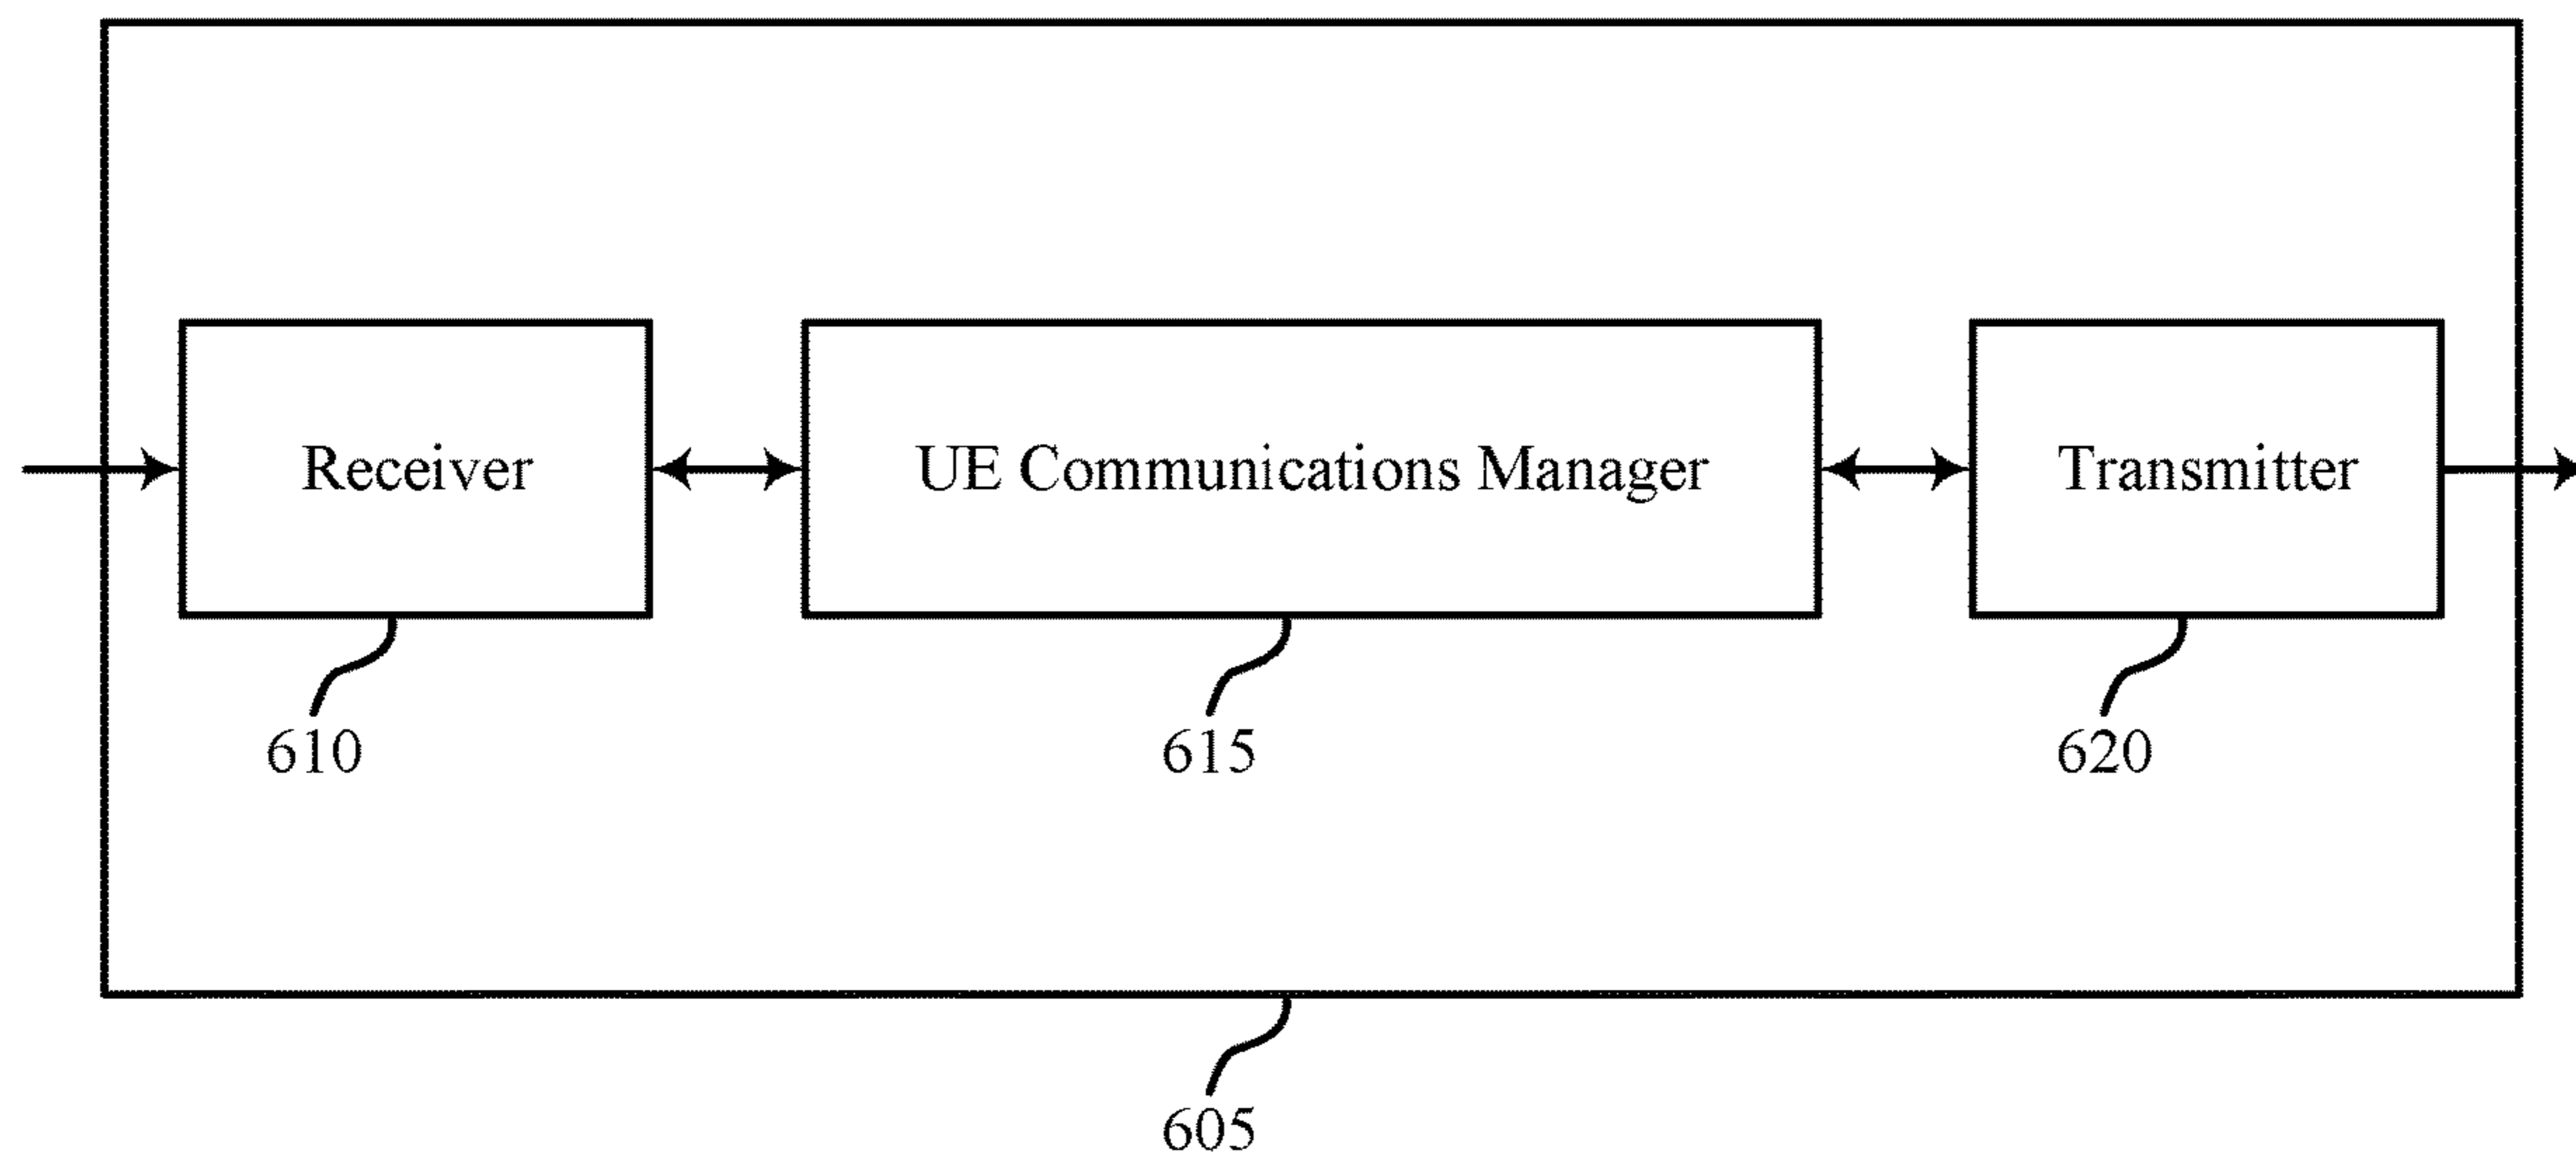 Receiver
UE Communications Manager
Transmitter
610
615
620
605